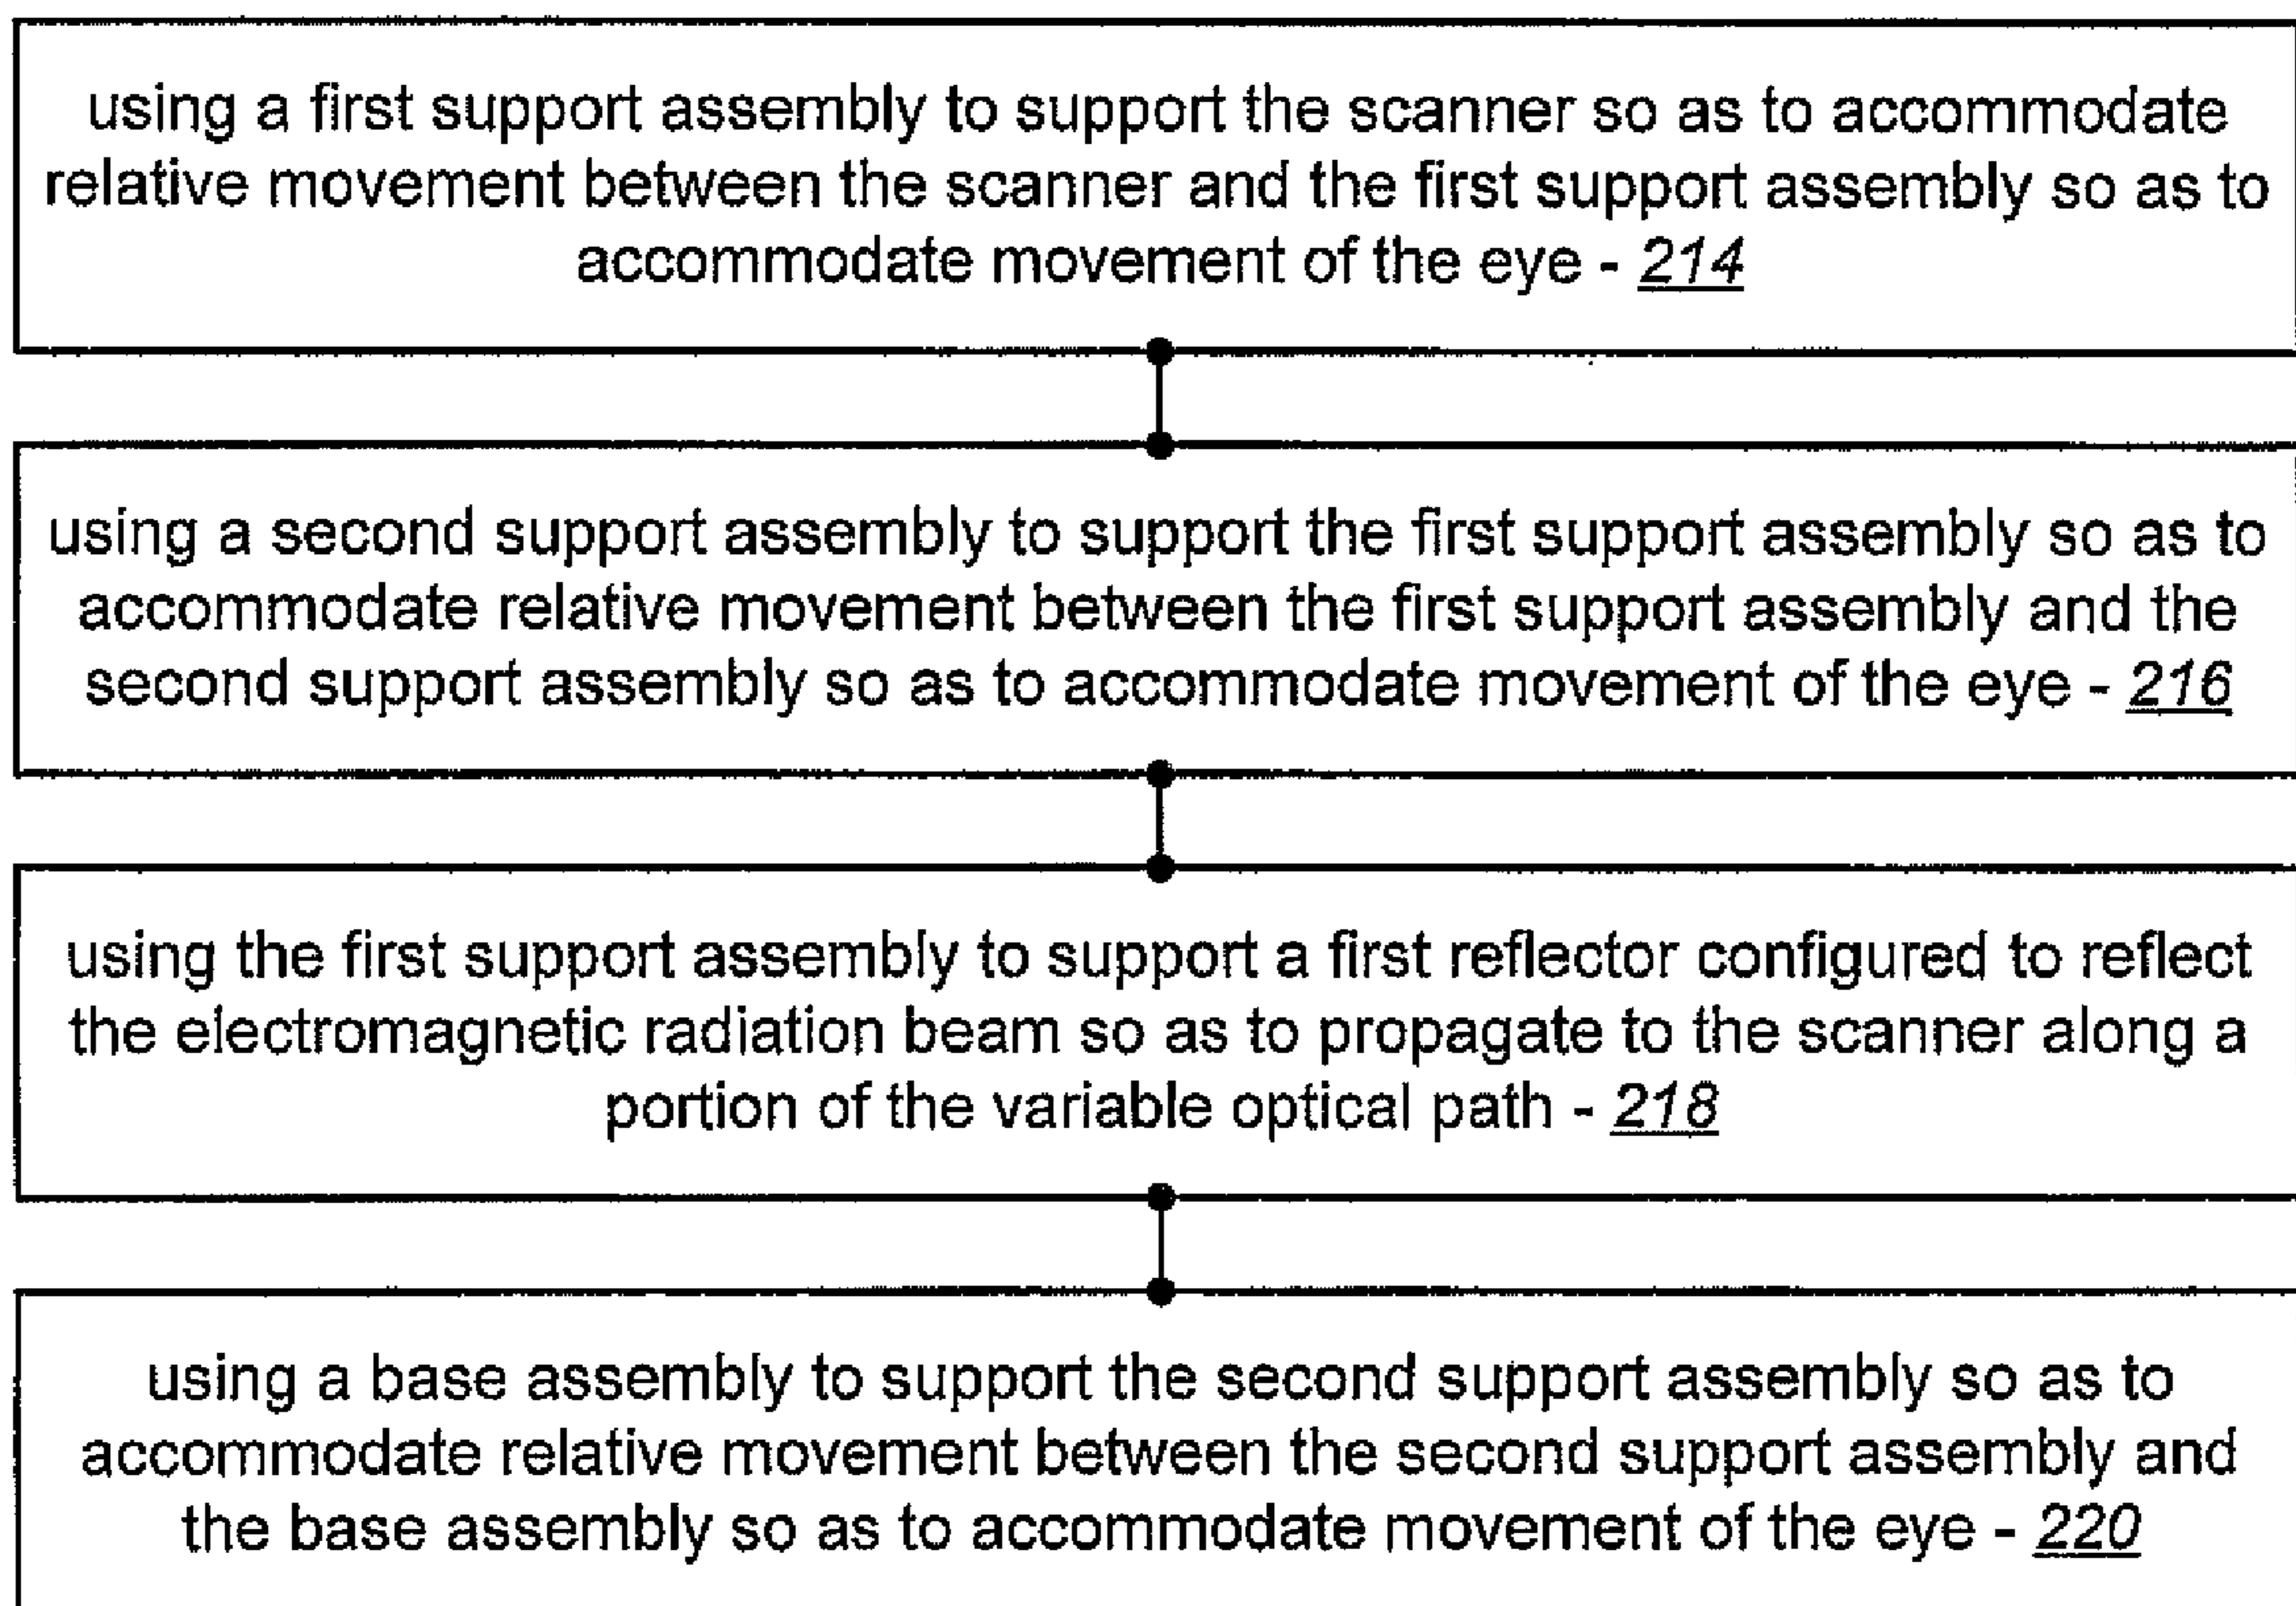 using a first support assembly to support the scanner so as to accommodate
relative movement between the scanner and the first support assembly so as to
accommodate movement of the eye - 214
using a second support assembly to support the first support assembly so as to
accommodate relative movement between the first support assembly and the
second support assembly so as to accommodate movement of the eye - 216
using the first support assembly to support a first reflector configured to reflect
the electromagnetic radiation beam so as to propagate to the scanner along a
portion of the variable optical path - 218
using a base assembly to support the second support assembly so as to
accommodate relative movement between the second support assembly and
the base assembly so as to accommodate movement of the eye - 220